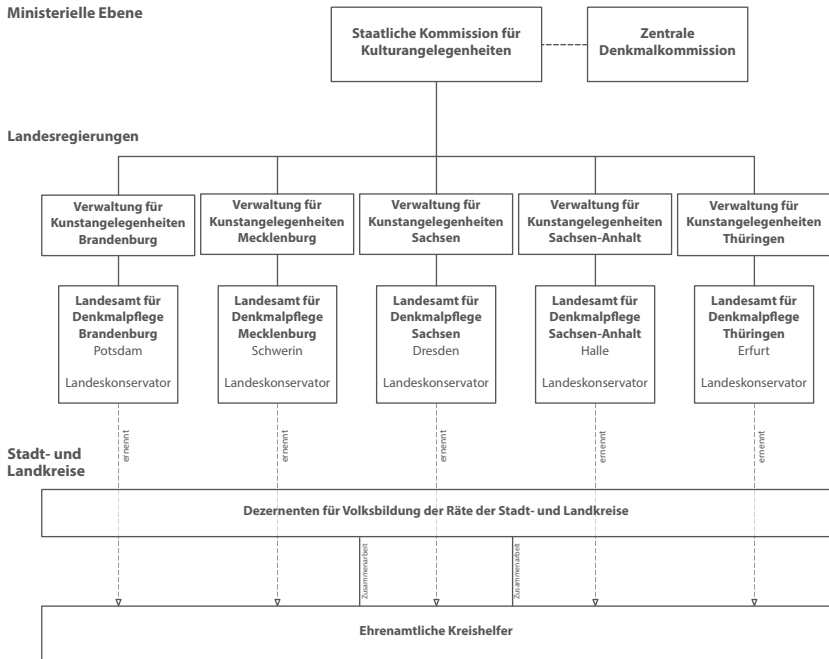 Ministerielle Ebene
Staatliche Kommission für
Kulturangelegenheiten
Zentrale
Denkmalkommission
Landesregierungen
Verwaltung für
Kunstangelegenheiten
Brandenburg
Verwaltung für
Kunstangelegenheiten
Mecklenburg
Verwaltung für
Kunstangelegenheiten
Sachsen
Verwaltung für
Kunstangelegenheiten
Sachsen-Anhalt
Verwaltung für
Kunstangelegenheiten
Thüringen
Landesamt für
Denkmalpflege
Brandenburg
Potsdam
Landeskonservator
Landesamt für
Denkmalpflege
Mecklenburg
Schwerin
Landeskonservator
Landesamt für
Denkmalpflege
Sachsen
Dresden
Landeskonservator
Landesamt für
Denkmalpflege
Sachsen-Anhalt
Halle
Landeskonservator
Landesamt für
Denkmalpflege
Thüringen
Erfurt
Landeskonservator
ernennt
ernennt
ernennt
ernennt
ernennt
Stadt- und
Landkreise
Dezernenten für Volksbildung der Räte der Stadt- und Landkreise
Zusammenarbeit
Zusammenarbeit
Ehrenamtliche Kreishelfer